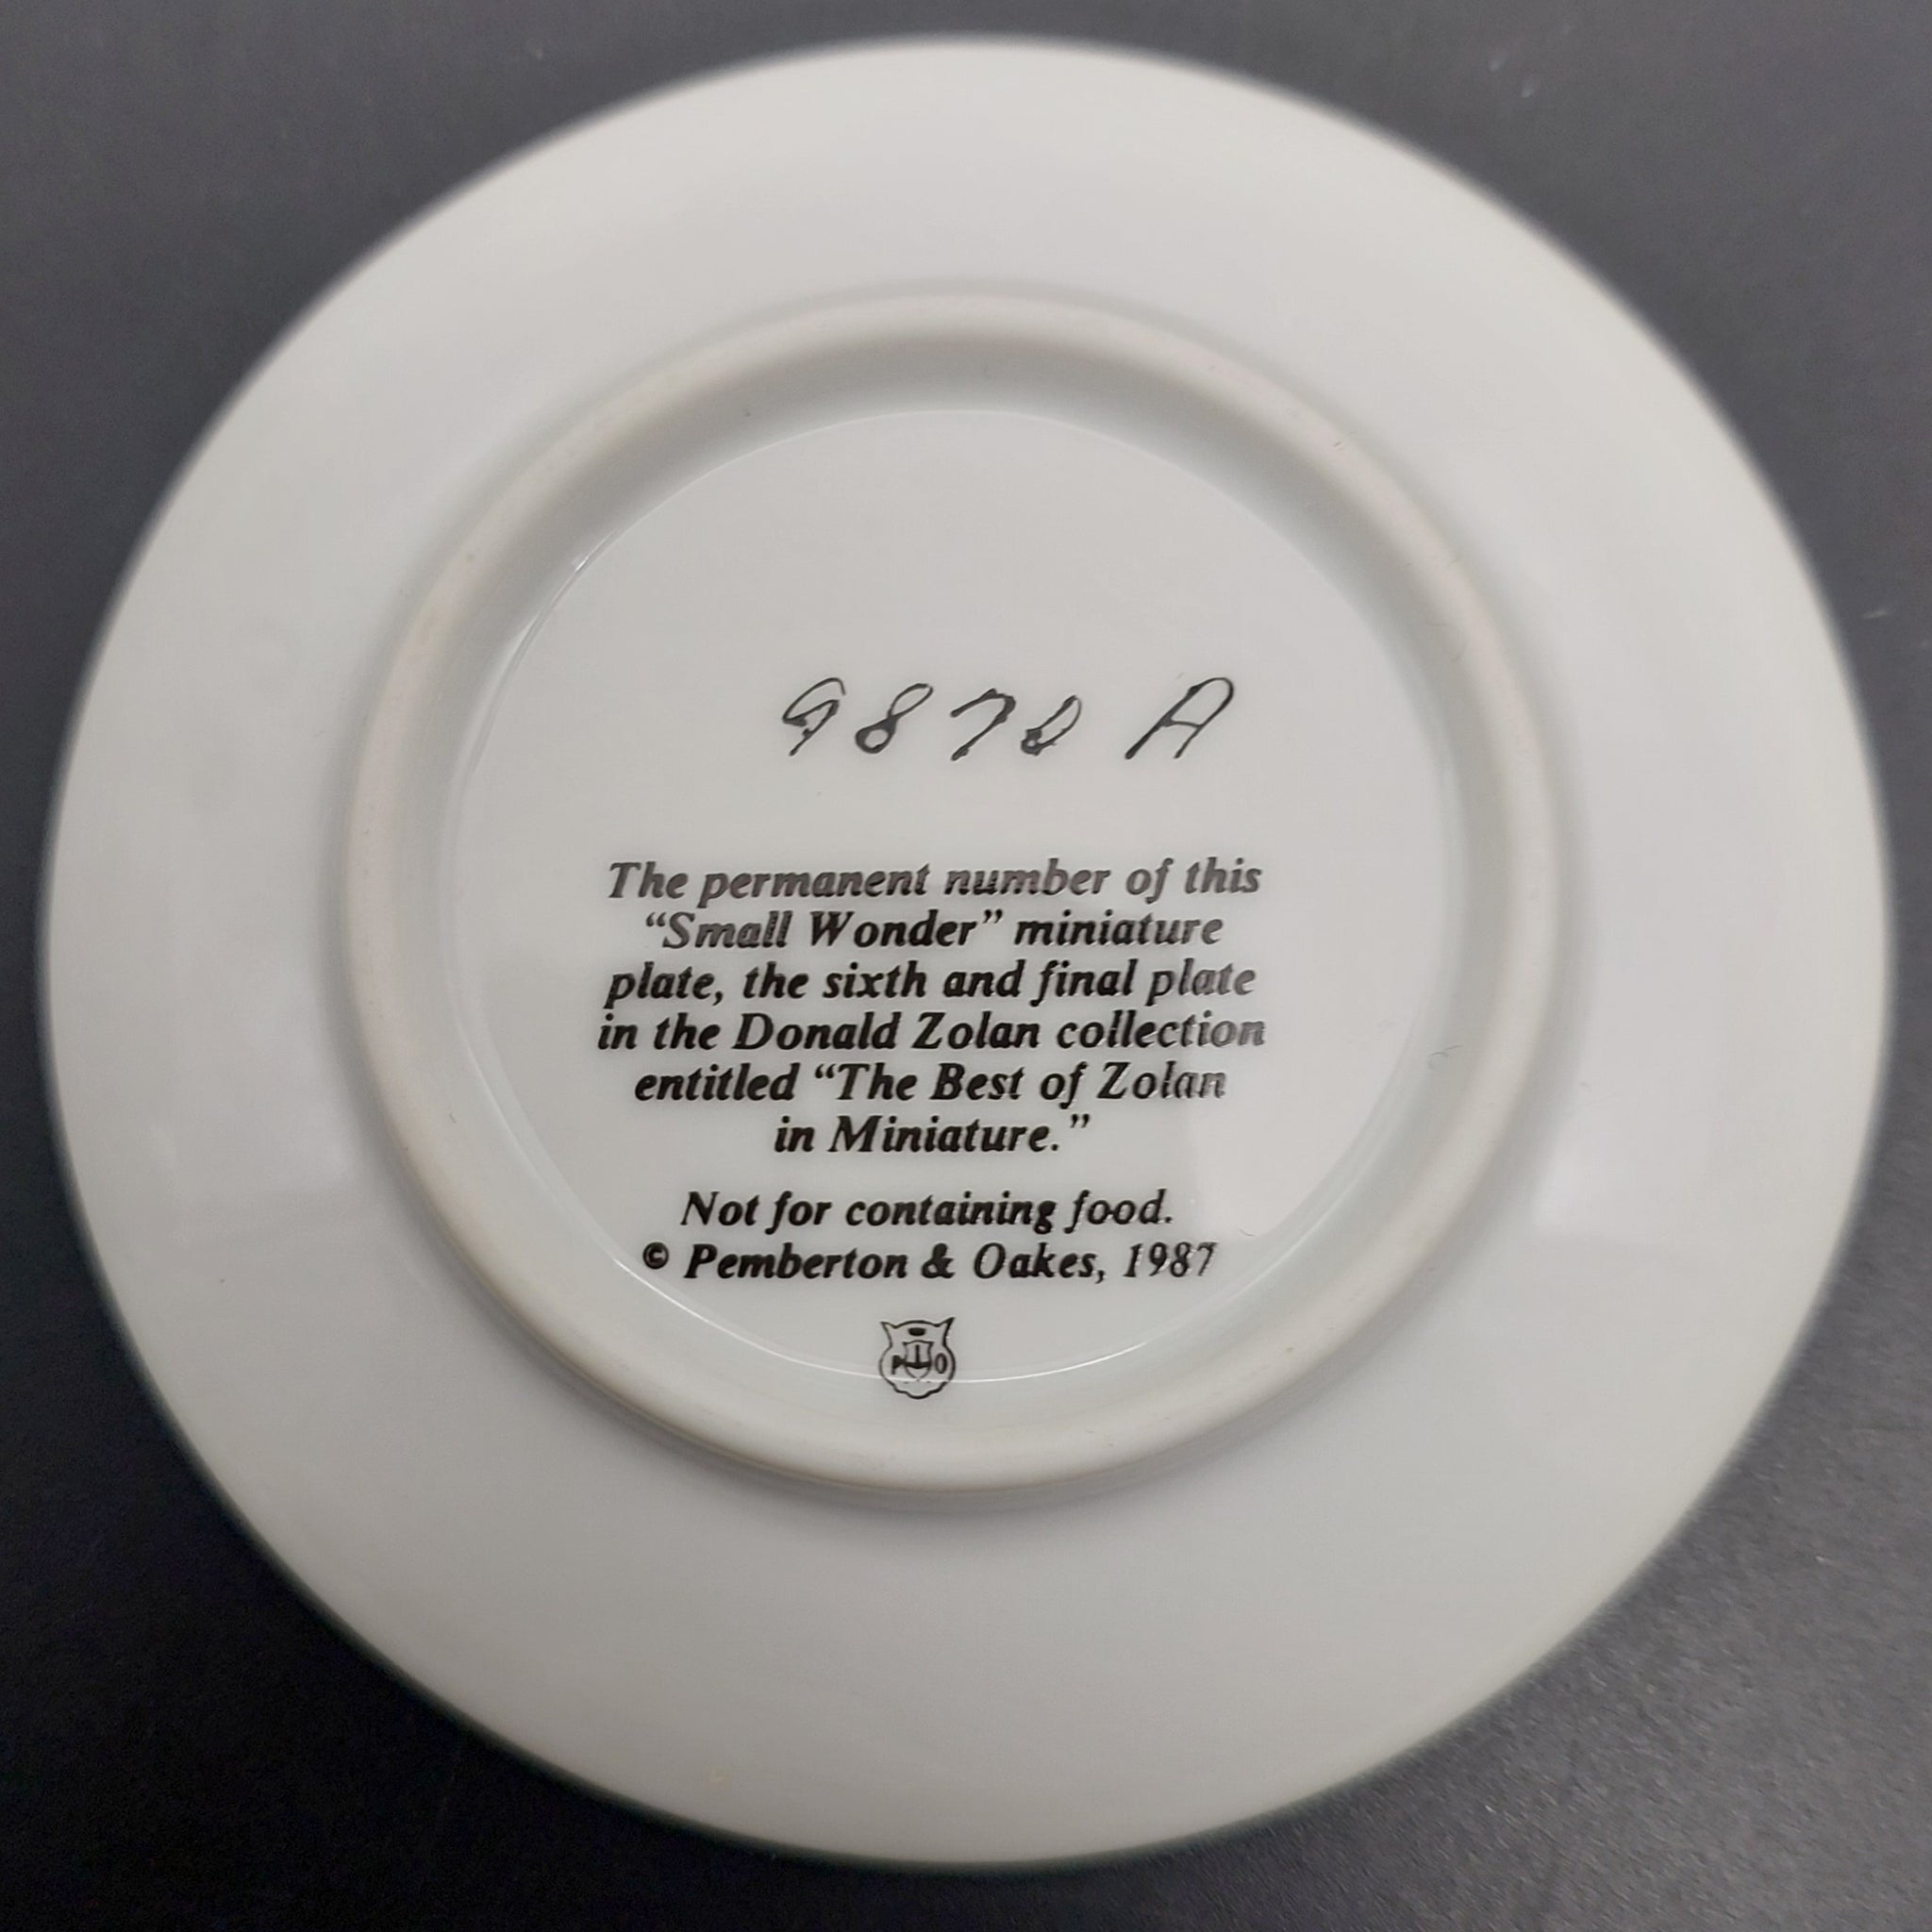 9870 A
The permanent number of this
“Small Wonder” miniature
plate, the sixth and final plate
in the Donald Zolan collection
entitled “The Best of Zolan
in Miniature.”
Not for containing food.
© Pemberton & Oakes, 1987
P O